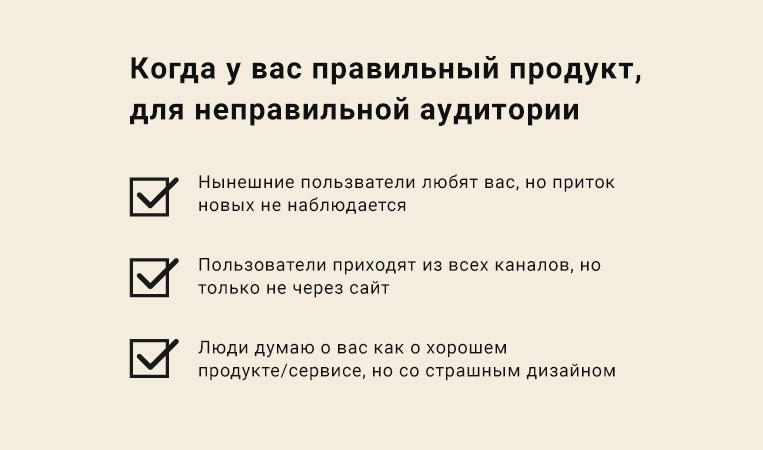 Когда у вас правильный продукт,
для неправильной аудитории
Нынешние пользватели любят вас, но приток
новых не наблюдается
Пользователи приходят из всех каналов, но
только не через сайт
Люди думаю о вас как о хорошем
продукте/сервисе, но со страшным дизайном